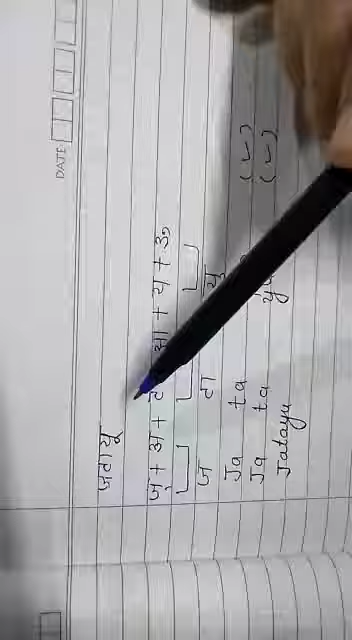 DATE
जटायू
ज् + अ + ट आ + य + उ
ज टा यु
Ja ta (✓)
Ja ta yu (✓)
Jatayu